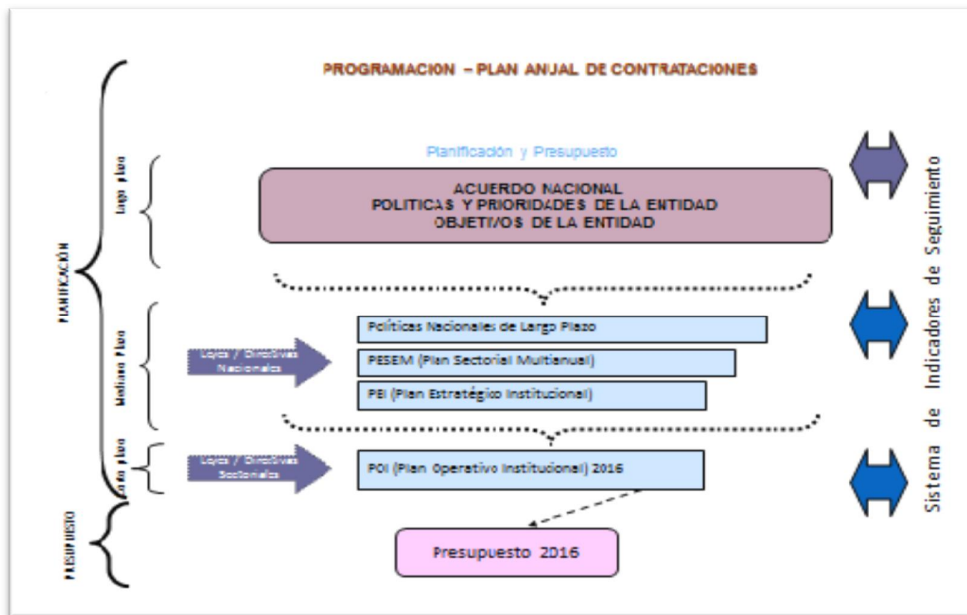 PROGRAMACION – PLAN ANUAL DE CONTRATACIONES
Planificación y Presupuesto
ACUERDO NACIONAL
POLITICAS Y PRIORIDADES DE LA ENTIDAD
OBJETIVOS DE LA ENTIDAD
PLANIFICACIÓN
Largo plazo
Mediano Plazo
Leyes / Directivas
Nacionales
Políticas Nacionales de Largo Plazo
PESEM (Plan Sectorial Multianual)
PEI (Plan Estratégico Institucional)
Corto plazo
Leyes / Directivas
Sectoriales
POI (Plan Operativo Institucional) 2016
PRESUPUESTO
Presupuesto 2016
Sistema de Indicadores de Seguimiento